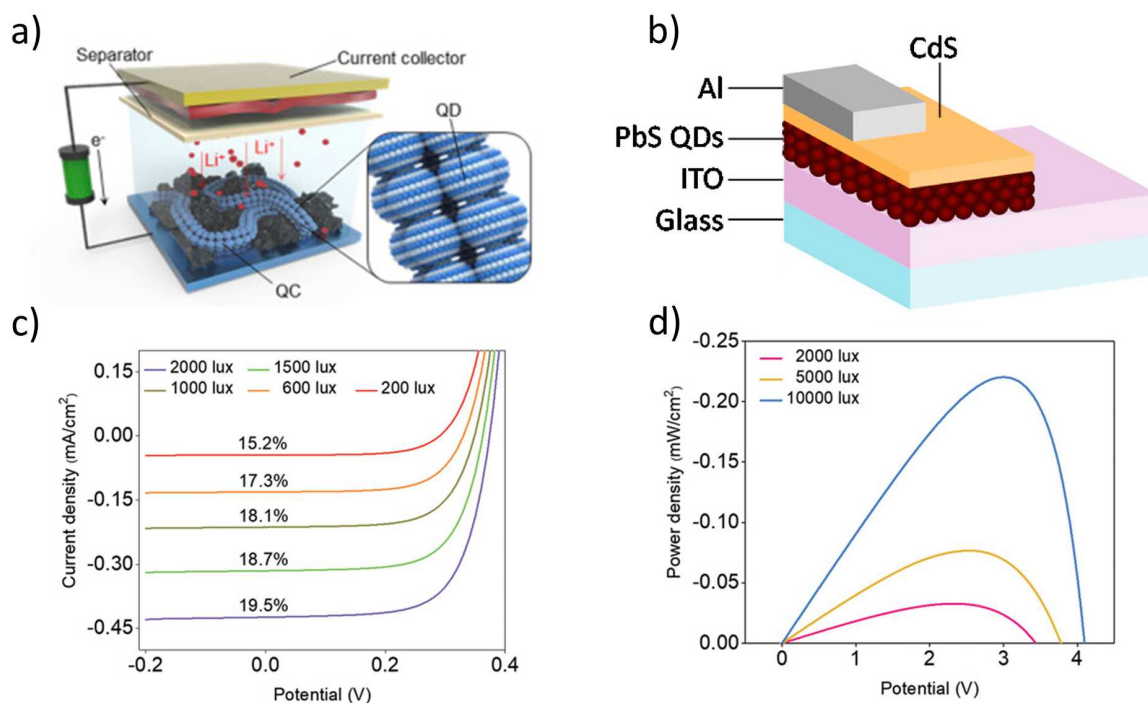 a)
Separator
Current collector
QD
e-
Li⁺ Li⁺
QC
b)
CdS
Al
PbS QDs
ITO
Glass
c)
2000 lux 1500 lux
1000 lux 600 lux 200 lux
0.15
0.00
-0.15
-0.30
-0.45
15.2%
17.3%
18.1%
18.7%
19.5%
-0.2 0.0 0.2 0.4
Current density (mA/cm²)
Potential (V)
d)
2000 lux
5000 lux
10000 lux
-0.25
-0.20
-0.15
-0.10
-0.05
0.00
0 1 2 3 4
Power density (mW/cm²)
Potential (V)